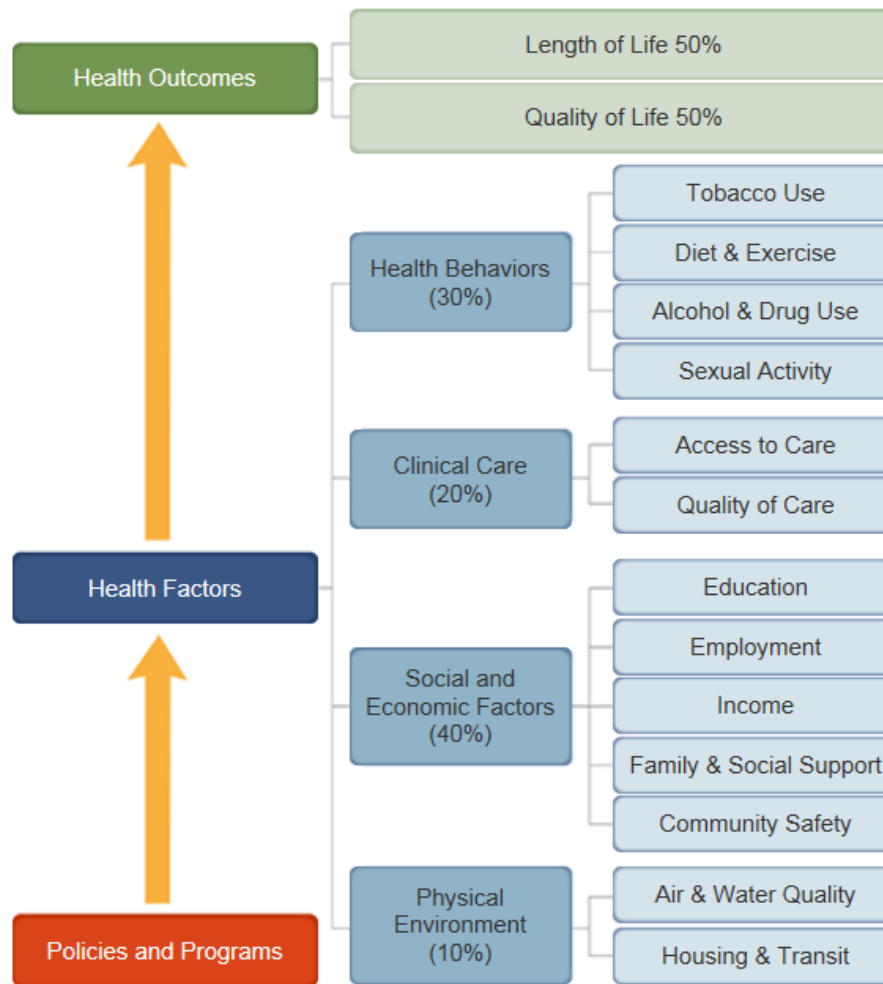 Health Outcomes
Length of Life 50%
Quality of Life 50%
Health Behaviors
(30%)
Tobacco Use
Diet & Exercise
Alcohol & Drug Use
Sexual Activity
Clinical Care
(20%)
Access to Care
Quality of Care
Health Factors
Social and
Economic Factors
(40%)
Education
Employment
Income
Family & Social Support
Community Safety
Physical
Environment
(10%)
Air & Water Quality
Housing & Transit
Policies and Programs